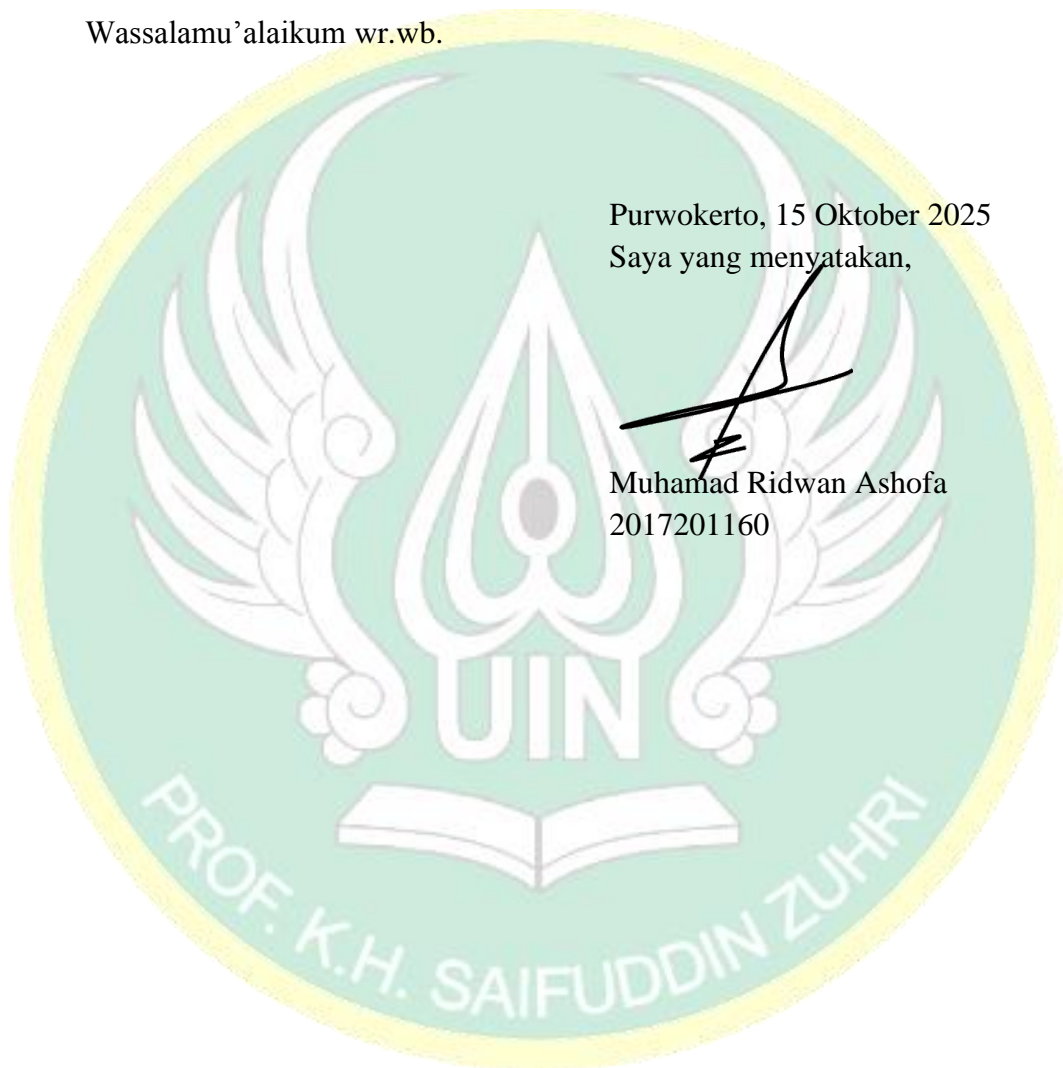 Wassalamu’alaikum wr.wb.
Purwokerto, 15 Oktober 2025
Saya yang menyatakan,
Muhamad Ridwan Ashofa
2017201160
UIN
PROF. K.H. SAIFUDDIN ZUHRI